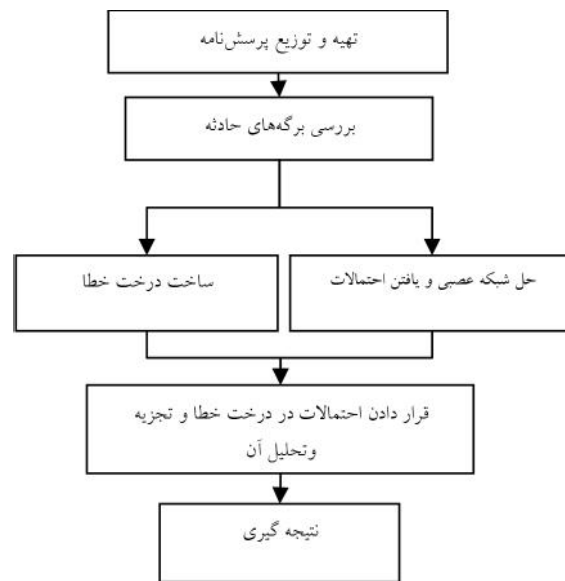 تهیه و توزیع پرسش‌نامه
بررسی برگه‌های حادثه
ساخت درخت خطا
حل شبکه عصبی و یافتن احتمالات
قرار دادن احتمالات در درخت خطا و تجزیه
وتحلیل آن
نتیجه گیری